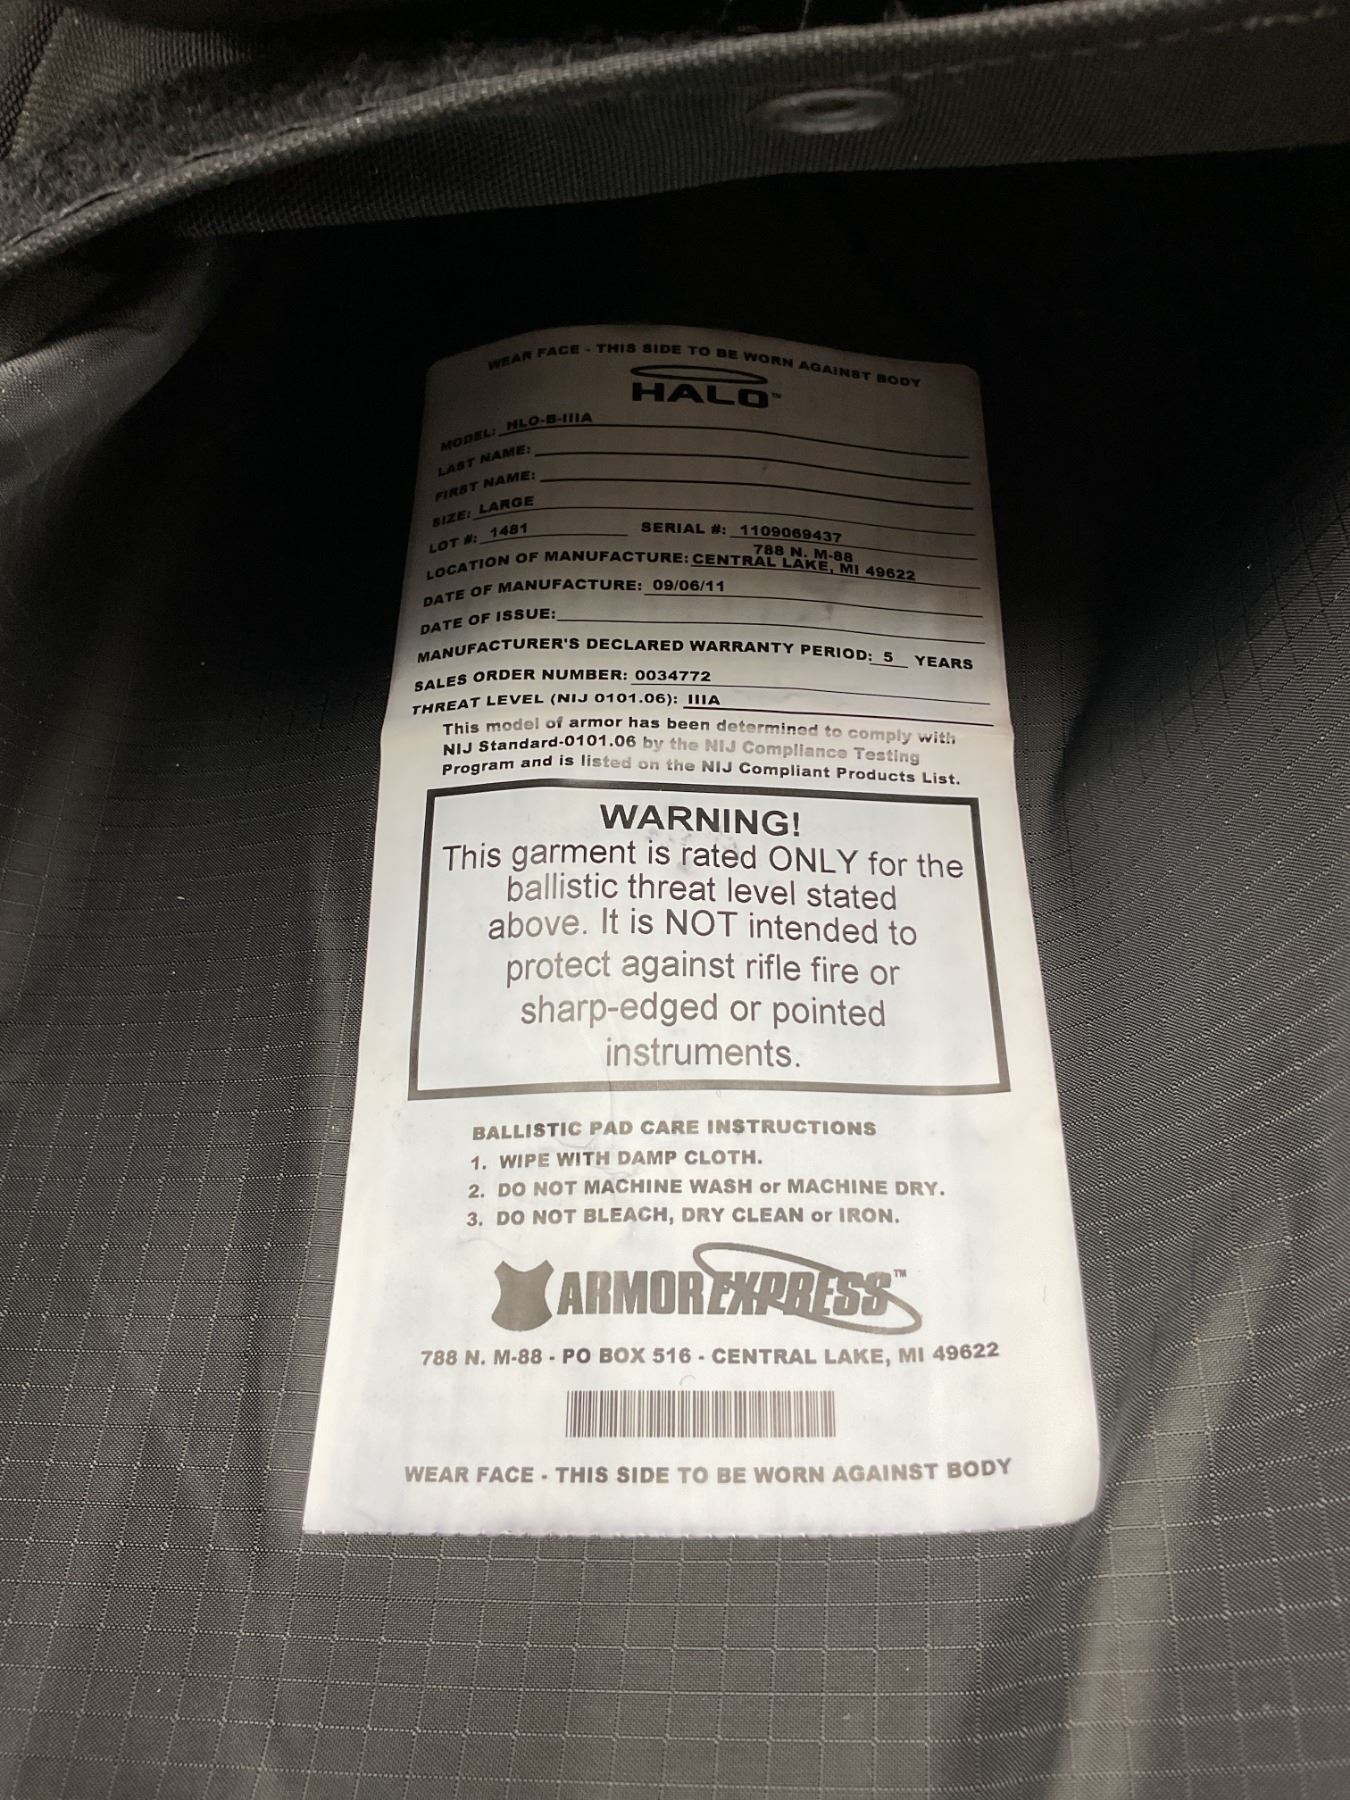 WEAR FACE - THIS SIDE TO BE WORN AGAINST BODY
HALO™
MODEL: HLO-B-IIIA
LAST NAME:
FIRST NAME:
SIZE: LARGE
LOT #: 1481 SERIAL #: 1109069437
788 N. M-88
LOCATION OF MANUFACTURE: CENTRAL LAKE, MI 49622
DATE OF MANUFACTURE: 09/06/11
DATE OF ISSUE:
MANUFACTURER'S DECLARED WARRANTY PERIOD: 5 YEARS
SALES ORDER NUMBER: 0034772
THREAT LEVEL (NIJ 0101.06): IIIA
This model of armor has been determined to comply with
NIJ Standard-0101.06 by the NIJ Compliance Testing
Program and is listed on the NIJ Compliant Products List.
WARNING!
This garment is rated ONLY for the
ballistic threat level stated
above. It is NOT intended to
protect against rifle fire or
sharp-edged or pointed
instruments.
BALLISTIC PAD CARE INSTRUCTIONS
1. WIPE WITH DAMP CLOTH.
2. DO NOT MACHINE WASH or MACHINE DRY.
3. DO NOT BLEACH, DRY CLEAN or IRON.
ARMOR EXPRESS™
788 N. M-88 - PO BOX 516 - CENTRAL LAKE, MI 49622
WEAR FACE - THIS SIDE TO BE WORN AGAINST BODY